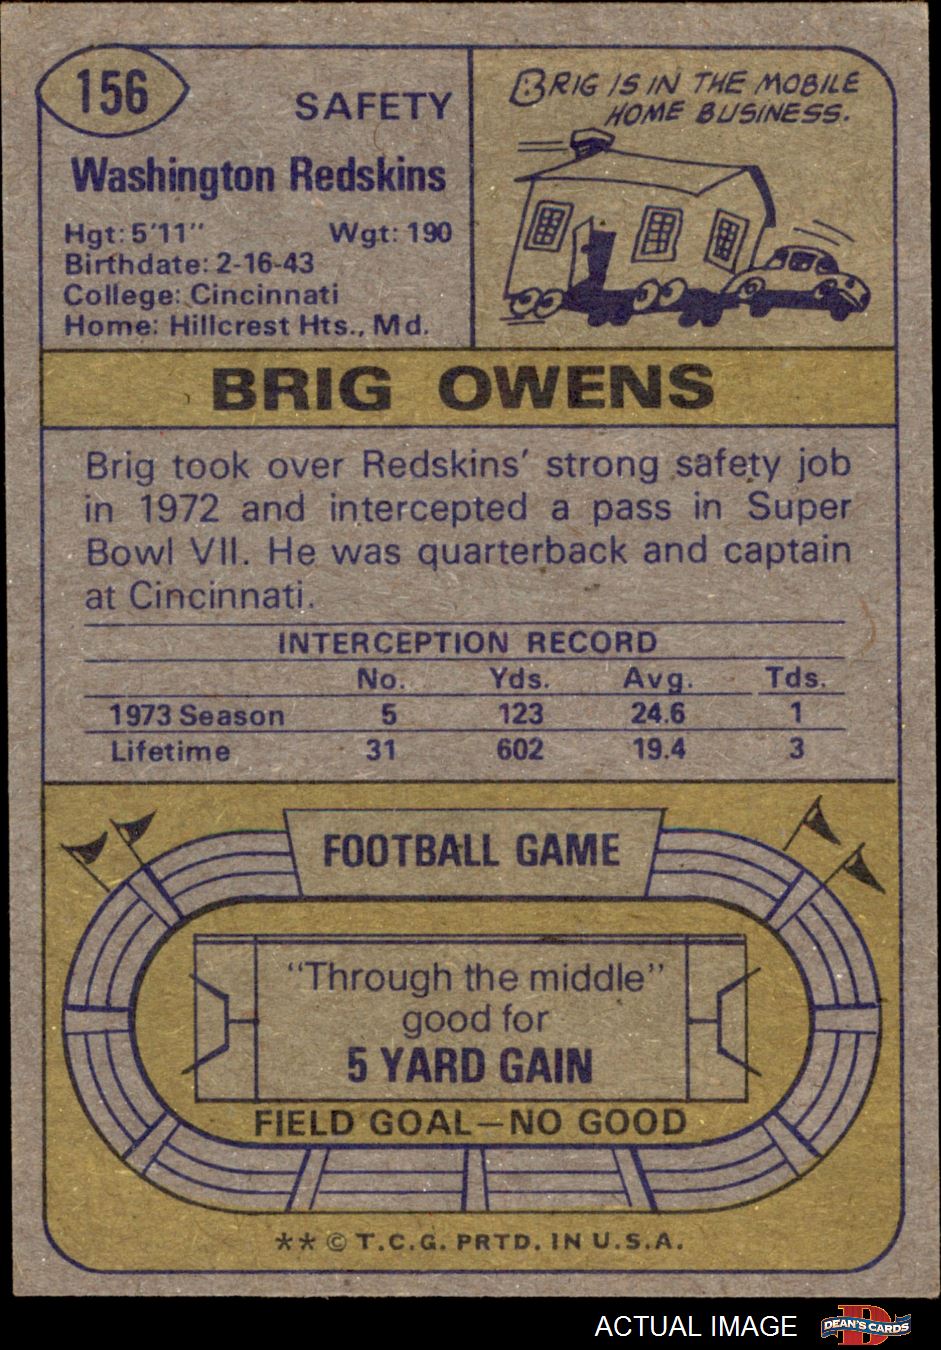 156
SAFETY
Washington Redskins
Hgt: 5'11" Wgt: 190
Birthdate: 2-16-43
College: Cincinnati
Home: Hillcrest Hts., Md.
BRIG IS IN THE MOBILE
HOME BUSINESS.
BRIG OWENS
Brig took over Redskins' strong safety job
in 1972 and intercepted a pass in Super
Bowl VII. He was quarterback and captain
at Cincinnati.
INTERCEPTION RECORD
No. Yds. Avg. Tds.
1973 Season 5 123 24.6 1
Lifetime 31 602 19.4 3
FOOTBALL GAME
"Through the middle"
good for
5 YARD GAIN
FIELD GOAL—NO GOOD
** © T.C.G. PRTD. IN U.S.A.
ACTUAL IMAGE
DEAN'S CARDS